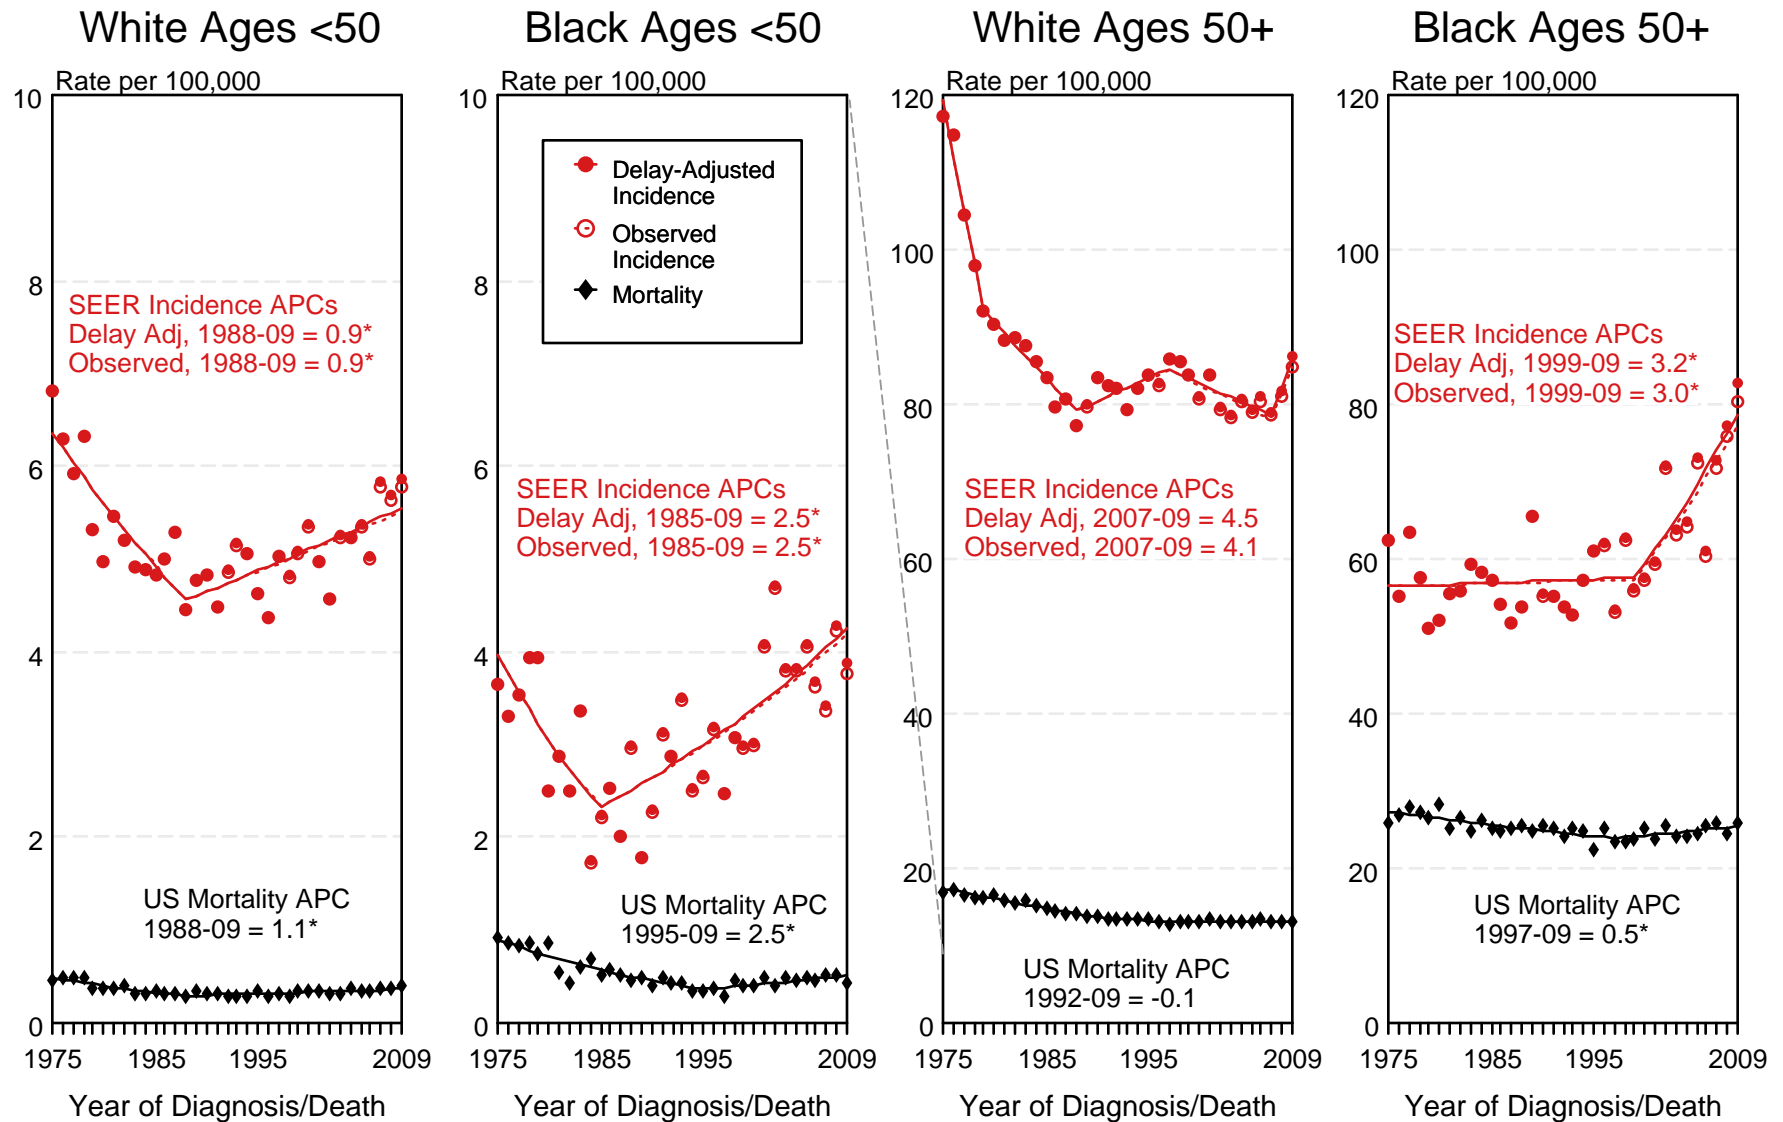 White Ages <50
Rate per 100,000
10
8
6
4
2
0
SEER Incidence APCs
Delay Adj, 1988-09 = 0.9*
Observed, 1988-09 = 0.9*
US Mortality APC
1988-09 = 1.1*
1975
1985
1995
2009
Year of Diagnosis/Death
Black Ages <50
Rate per 100,000
10
8
6
4
2
0
Delay-Adjusted
Incidence
Observed
Incidence
Mortality
SEER Incidence APCs
Delay Adj, 1985-09 = 2.5*
Observed, 1985-09 = 2.5*
US Mortality APC
1995-09 = 2.5*
1975
1985
1995
2009
Year of Diagnosis/Death
White Ages 50+
Rate per 100,000
120
100
80
60
40
20
0
SEER Incidence APCs
Delay Adj, 2007-09 = 4.5
Observed, 2007-09 = 4.1
US Mortality APC
1992-09 = -0.1
1975
1985
1995
2009
Year of Diagnosis/Death
Black Ages 50+
Rate per 100,000
120
100
80
60
40
20
0
SEER Incidence APCs
Delay Adj, 1999-09 = 3.2*
Observed, 1999-09 = 3.0*
US Mortality APC
1997-09 = 0.5*
1975
1985
1995
2009
Year of Diagnosis/Death